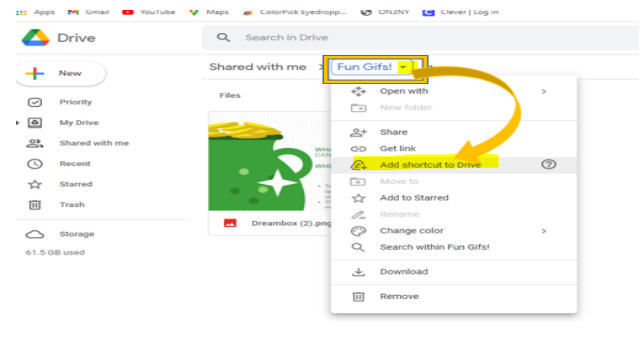 Apps Gmail YouTube Maps ColorPick Eyedropp... ON3NY Clever | Log in
Drive
Search in Drive
New
Priority
My Drive
Shared with me
Recent
Starred
Trash
Storage
61.5 GB used
Shared with me > Fun Gifs!
Files
Dreambox (2).png
Open with >
New folder
Share
Get link
Add shortcut to Drive
Move to
Add to Starred
Rename
Change color >
Search within Fun Gifs!
Download
Remove